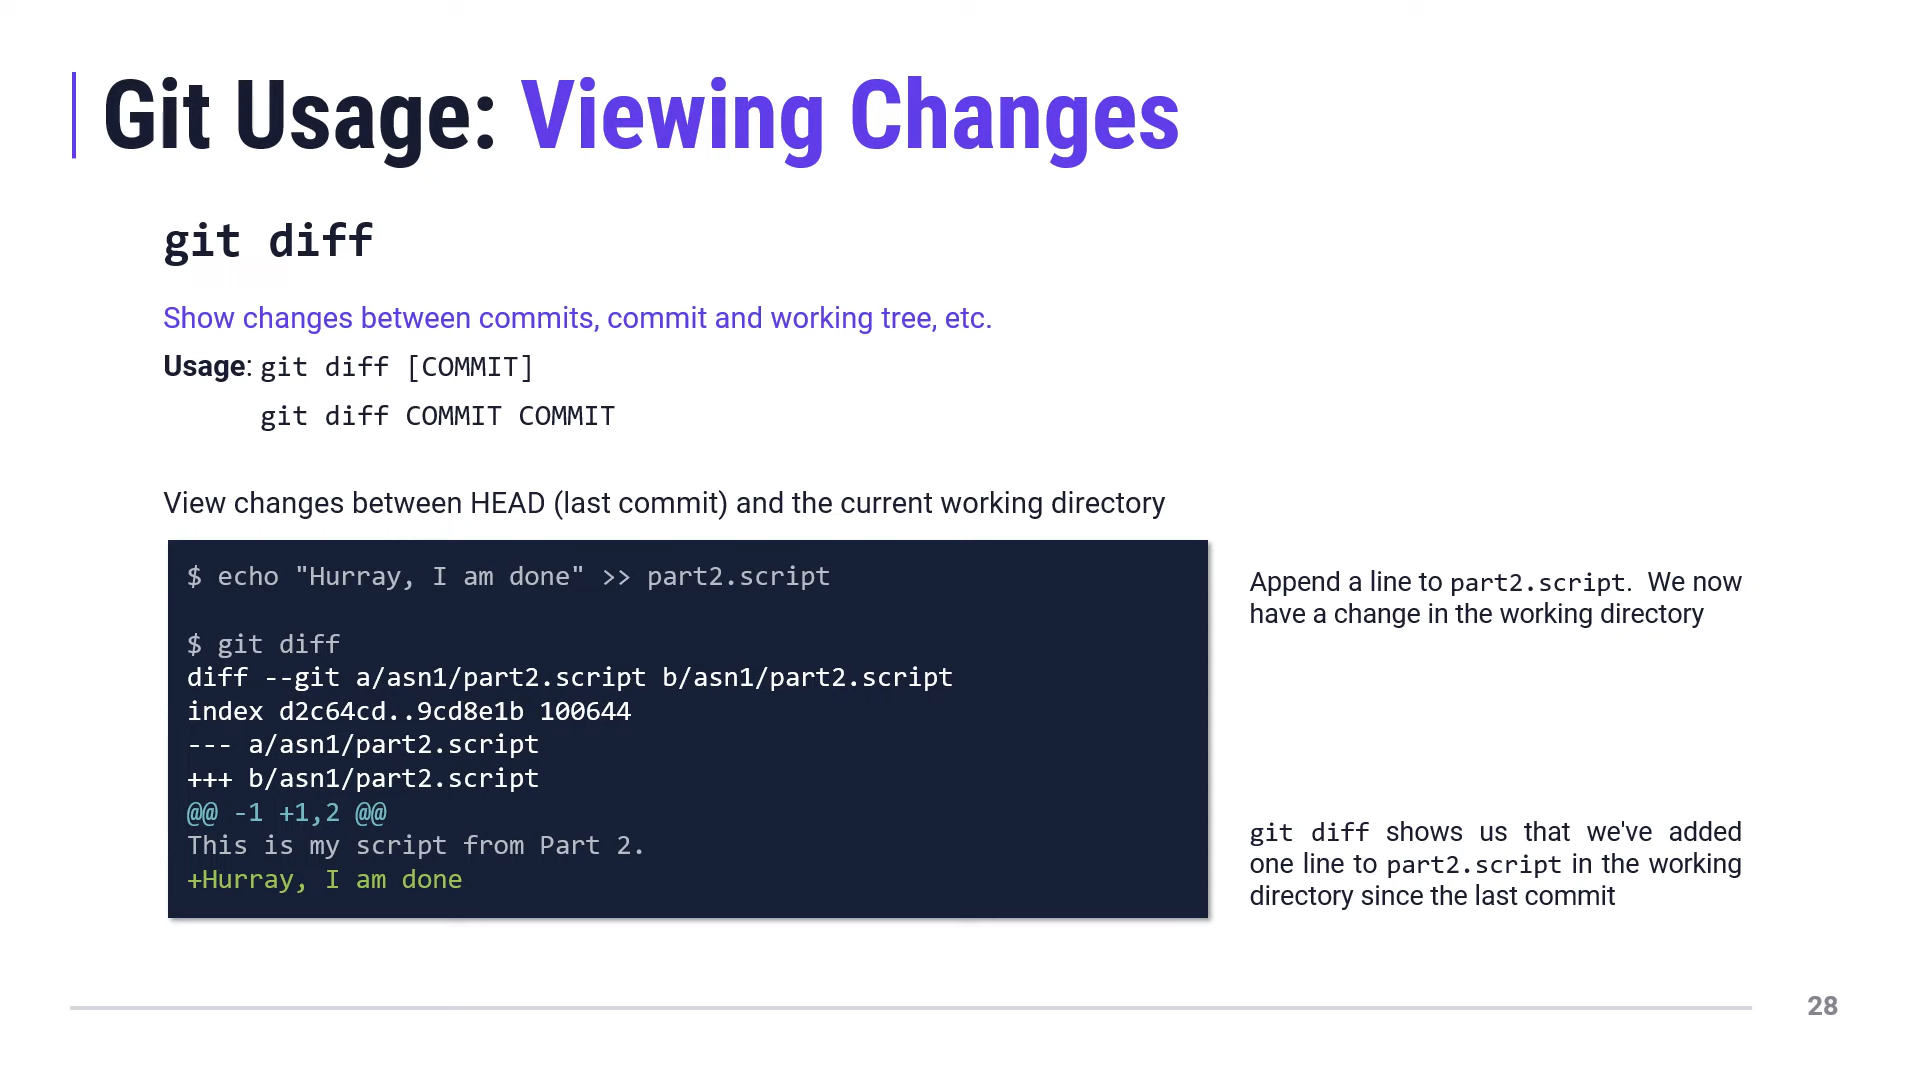 Git Usage: Viewing Changes
git diff
Show changes between commits, commit and working tree, etc.
Usage: git diff [COMMIT]
git diff COMMIT COMMIT
View changes between HEAD (last commit) and the current working directory
$ echo "Hurray, I am done" >> part2.script
$ git diff
diff --git a/asn1/part2.script b/asn1/part2.script
index d2c64cd..9cd8e1b 100644
--- a/asn1/part2.script
+++ b/asn1/part2.script
@@ -1 +1,2 @@
This is my script from Part 2.
+Hurray, I am done
Append a line to part2.script. We now
have a change in the working directory
git diff shows us that we've added
one line to part2.script in the working
directory since the last commit
28